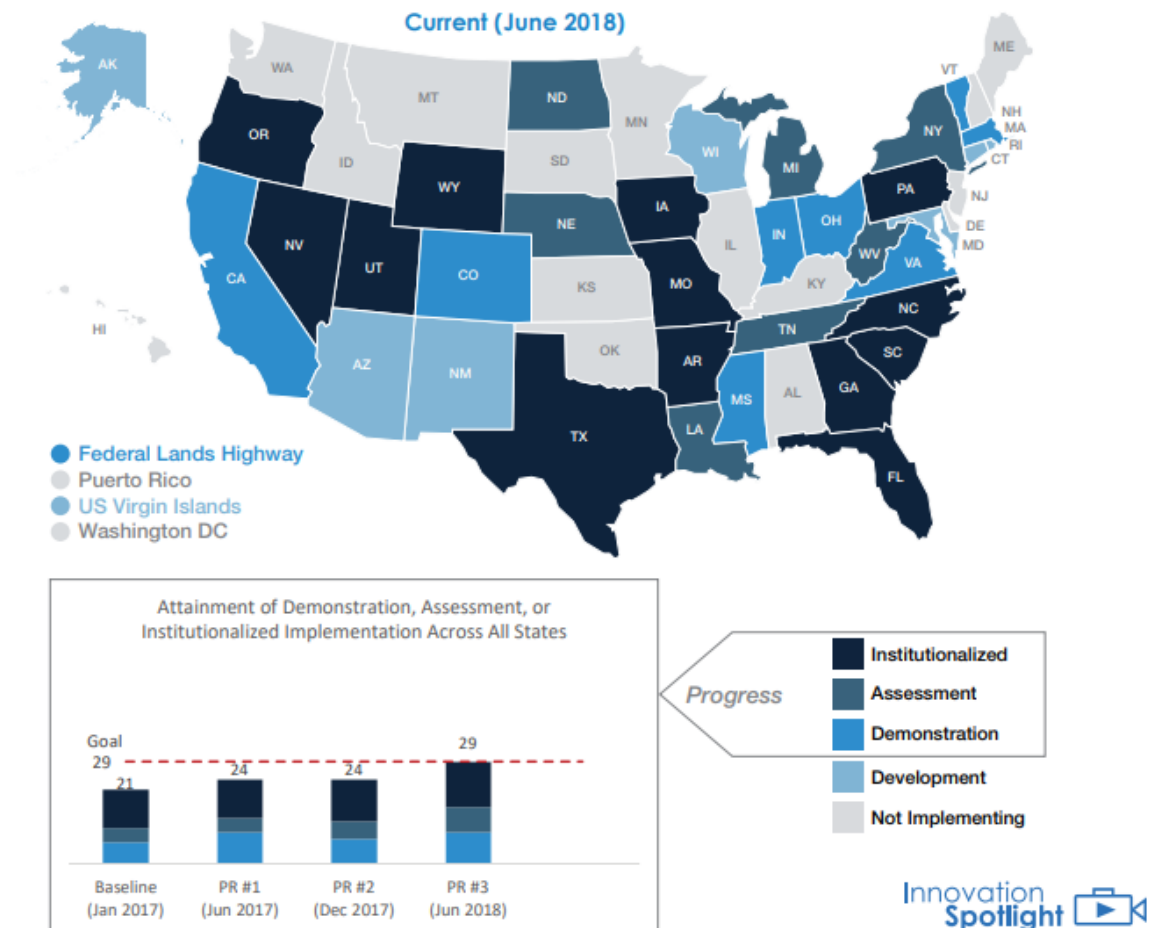 Current (June 2018)
AK
WA
MT
ND
MN
VT
ME
NH
MA
RI
CT
OR
ID
WY
SD
WI
MI
NY
NV
UT
CO
NE
IA
IL
IN
OH
PA
NJ
DE
MD
CA
KS
MO
KY
WV
VA
HI
AZ
NM
OK
AR
TN
NC
SC
TX
LA
MS
AL
GA
FL
Federal Lands Highway
Puerto Rico
US Virgin Islands
Washington DC
Attainment of Demonstration, Assessment, or
Institutionalized Implementation Across All States
Goal
29
21
24
24
29
Baseline
(Jan 2017)
PR #1
(Jun 2017)
PR #2
(Dec 2017)
PR #3
(Jun 2018)
Progress
Institutionalized
Assessment
Demonstration
Development
Not Implementing
Innovation
Spotlight